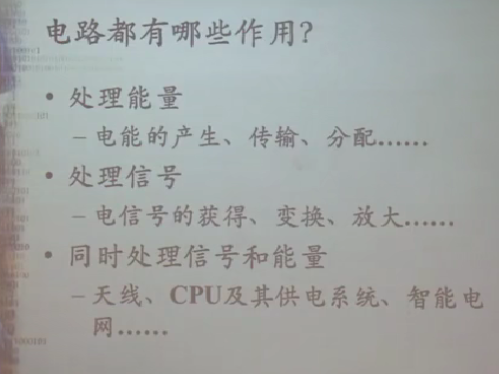 电路都有哪些作用？
• 处理能量
– 电能的产生、传输、分配……
• 处理信号
– 电信号的获得、变换、放大……
• 同时处理信号和能量
– 天线、CPU及其供电系统、智能电
网……